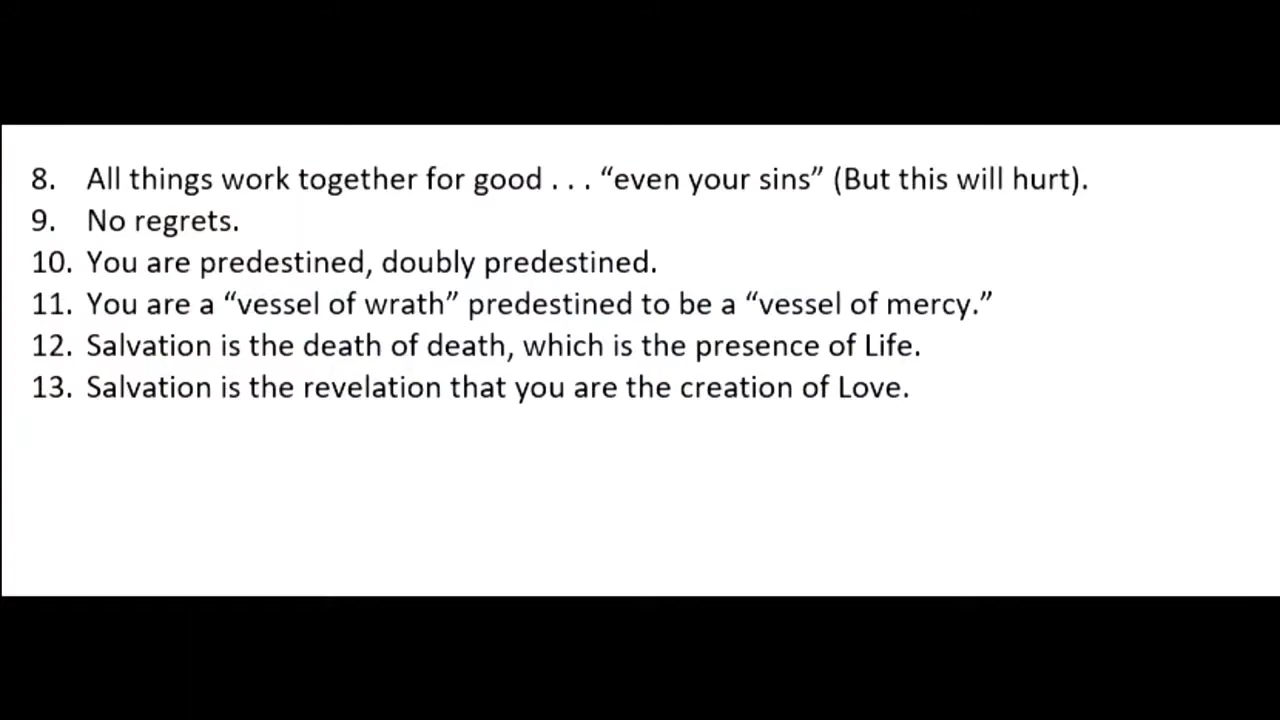 8. All things work together for good . . . “even your sins” (But this will hurt).
9. No regrets.
10. You are predestined, doubly predestined.
11. You are a “vessel of wrath” predestined to be a “vessel of mercy.”
12. Salvation is the death of death, which is the presence of Life.
13. Salvation is the revelation that you are the creation of Love.